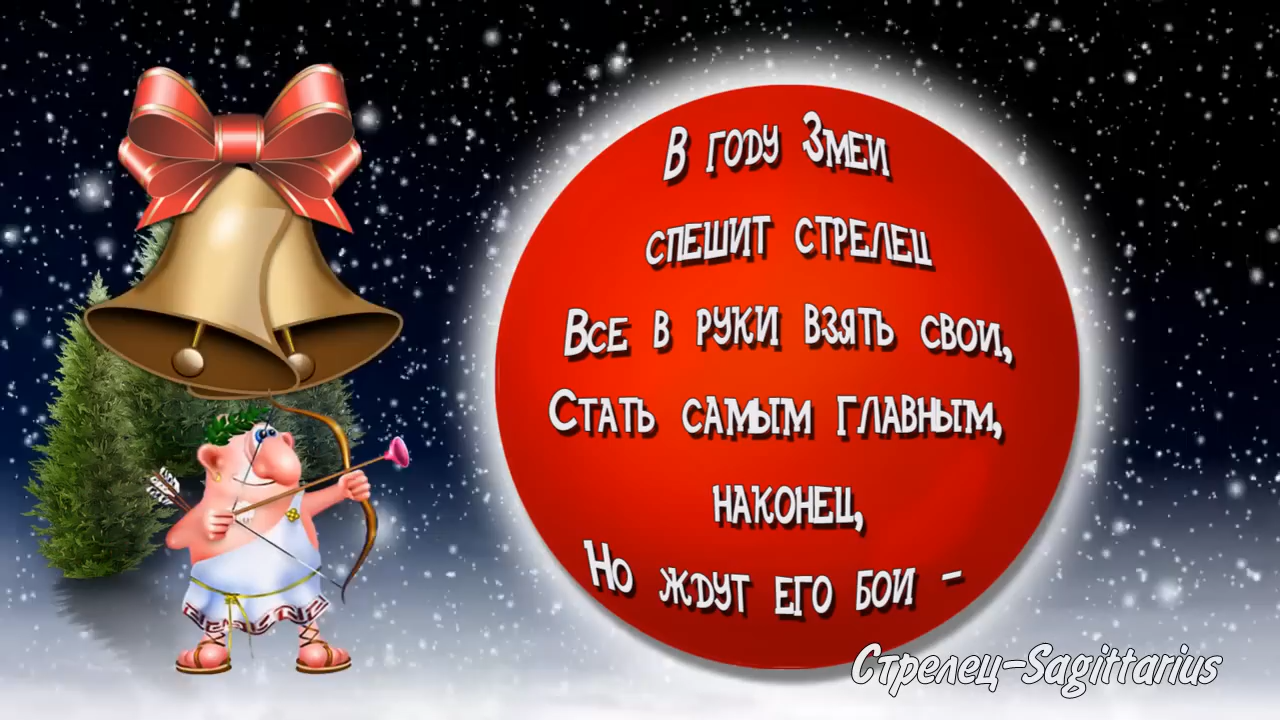 В году Змеи
спешит стрелец
Все в руки взять свои,
Стать самым главным,
наконец,
Но ждут его бои -
Стрелец-Sagittarius